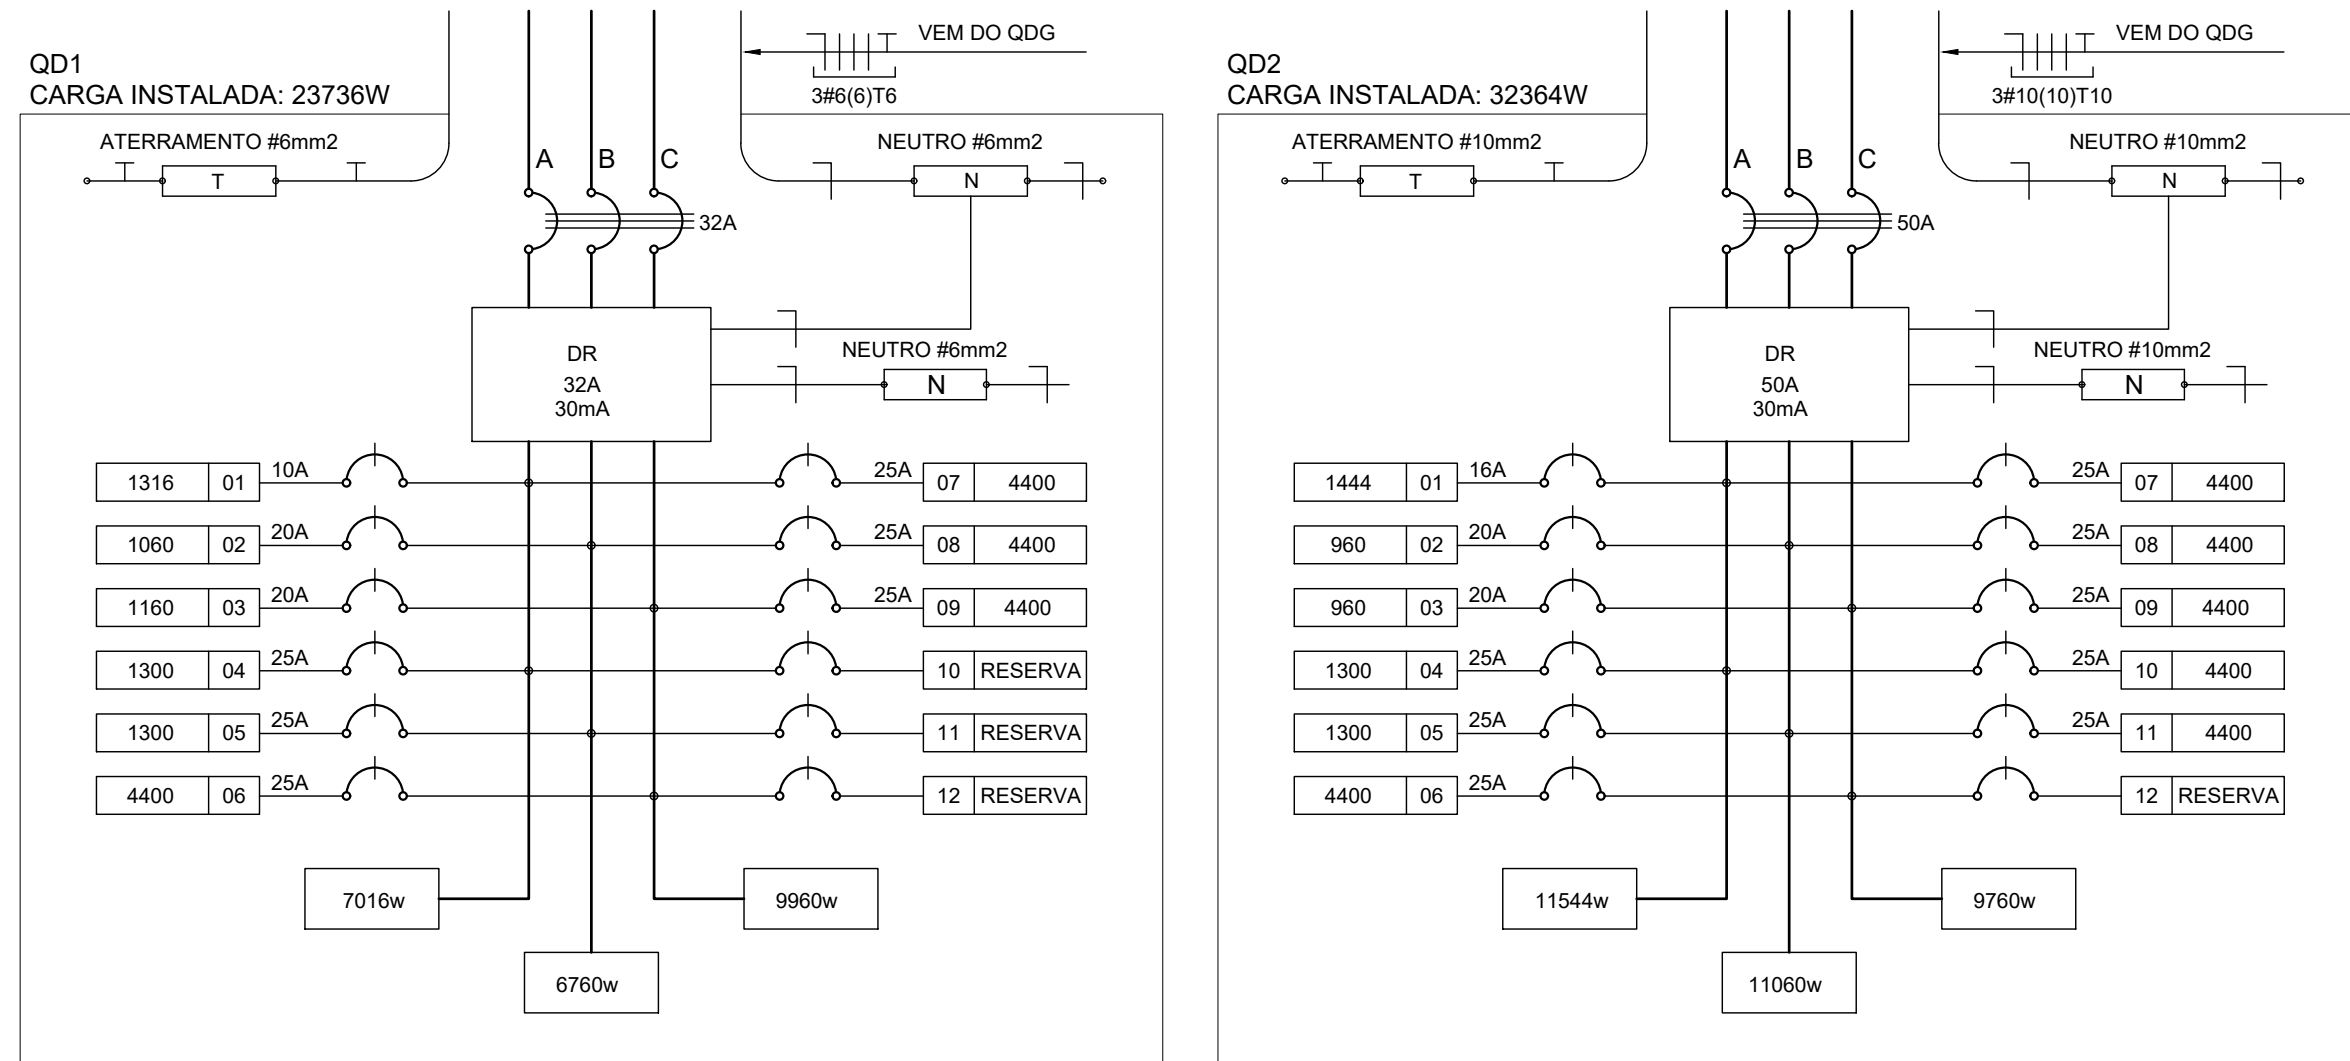 QD1
CARGA INSTALADA: 23736W
VEM DO QDG
3#6(6)T6
ATERRAMENTO #6mm2
T
A
B
C
NEUTRO #6mm2
N
32A
DR
32A
30mA
NEUTRO #6mm2
N
1316 01 10A
25A 07 4400
1060 02 20A
25A 08 4400
1160 03 20A
25A 09 4400
1300 04 25A
10 RESERVA
1300 05 25A
11 RESERVA
4400 06 25A
12 RESERVA
7016w
9960w
6760w
QD2
CARGA INSTALADA: 32364W
VEM DO QDG
3#10(10)T10
ATERRAMENTO #10mm2
T
A
B
C
NEUTRO #10mm2
N
50A
DR
50A
30mA
NEUTRO #10mm2
N
1444 01 16A
25A 07 4400
960 02 20A
25A 08 4400
960 03 20A
25A 09 4400
1300 04 25A
25A 10 4400
1300 05 25A
25A 11 4400
4400 06 25A
12 RESERVA
11544w
9760w
11060w